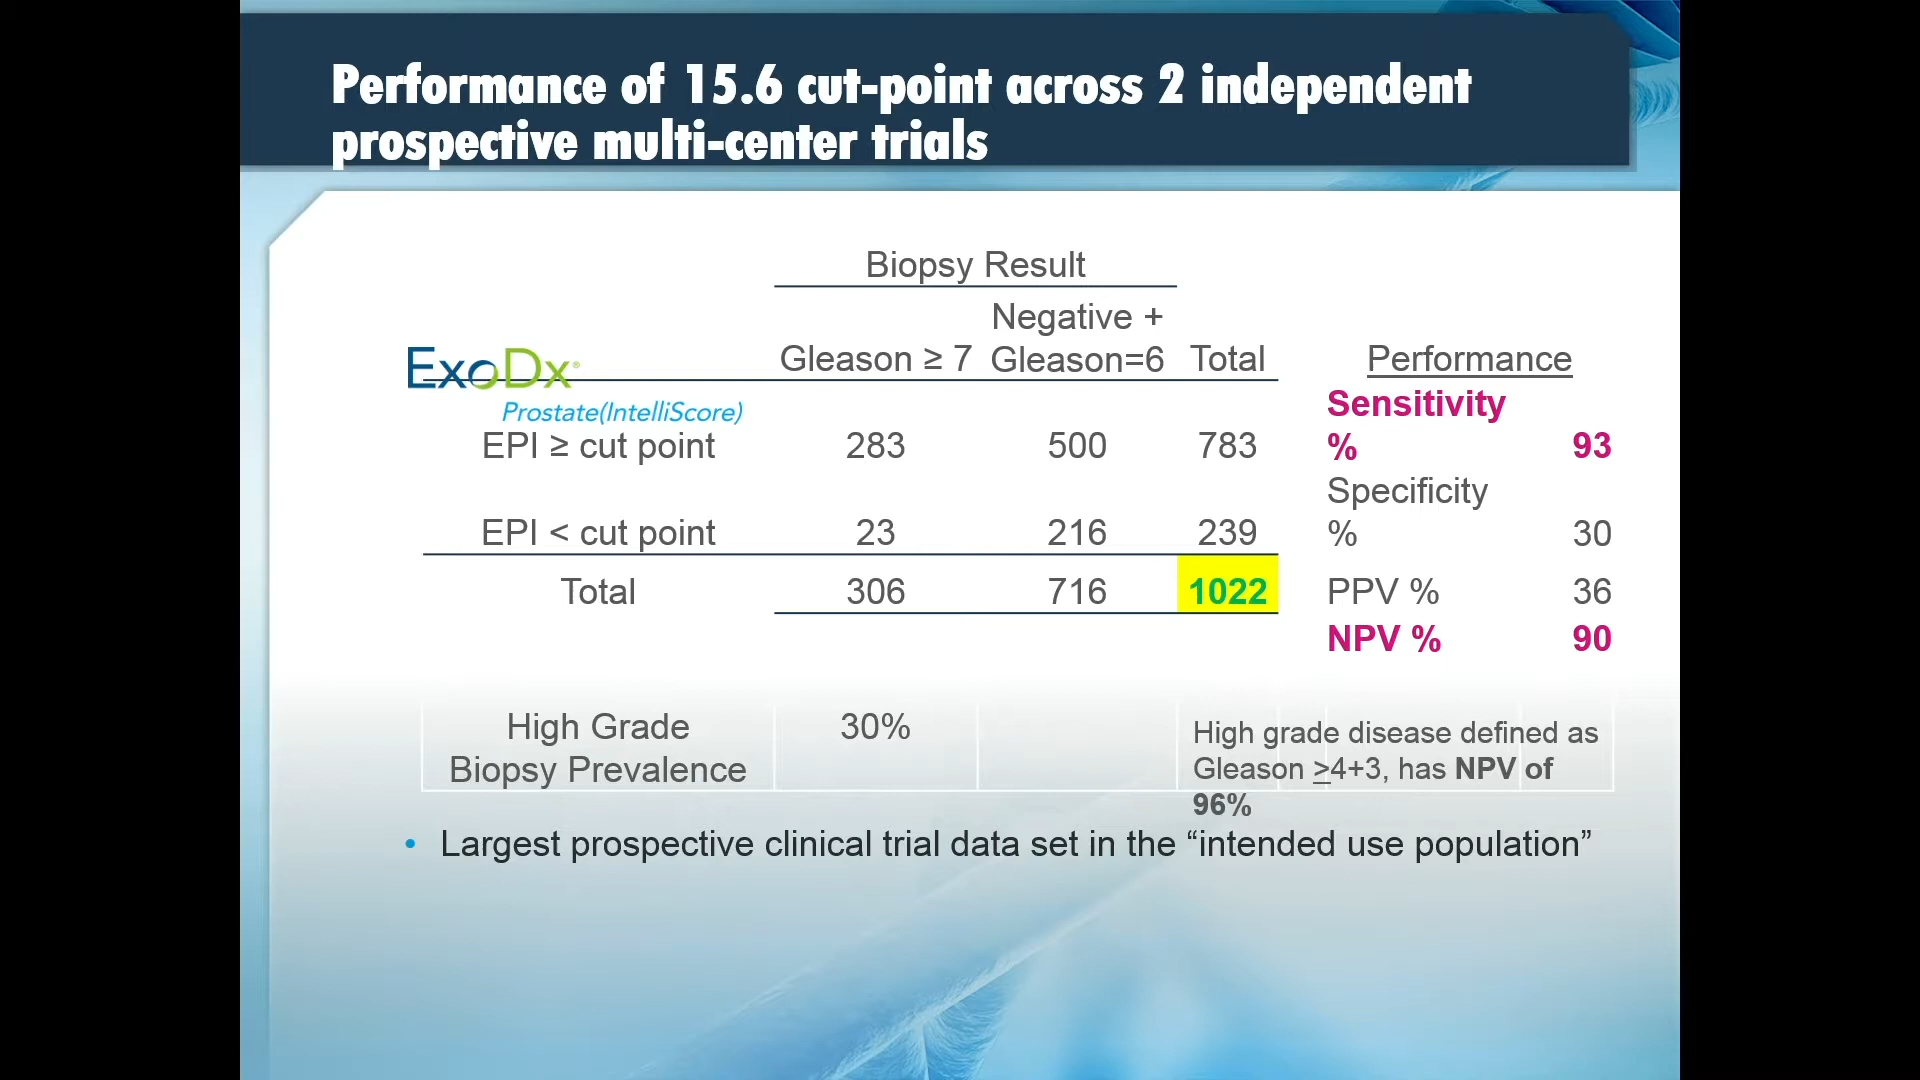 Performance of 15.6 cut-point across 2 independent
prospective multi-center trials
Biopsy Result
Gleason ≥ 7 Negative + Gleason=6 Total Performance
ExoDx®
Prostate(IntelliScore)
EPI ≥ cut point 283 500 783 Sensitivity % 93
EPI < cut point 23 216 239 Specificity % 30
Total 306 716 1022 PPV % 36
NPV % 90
High Grade
Biopsy Prevalence
30%
High grade disease defined as
Gleason ≥4+3, has NPV of
96%
• Largest prospective clinical trial data set in the “intended use population”